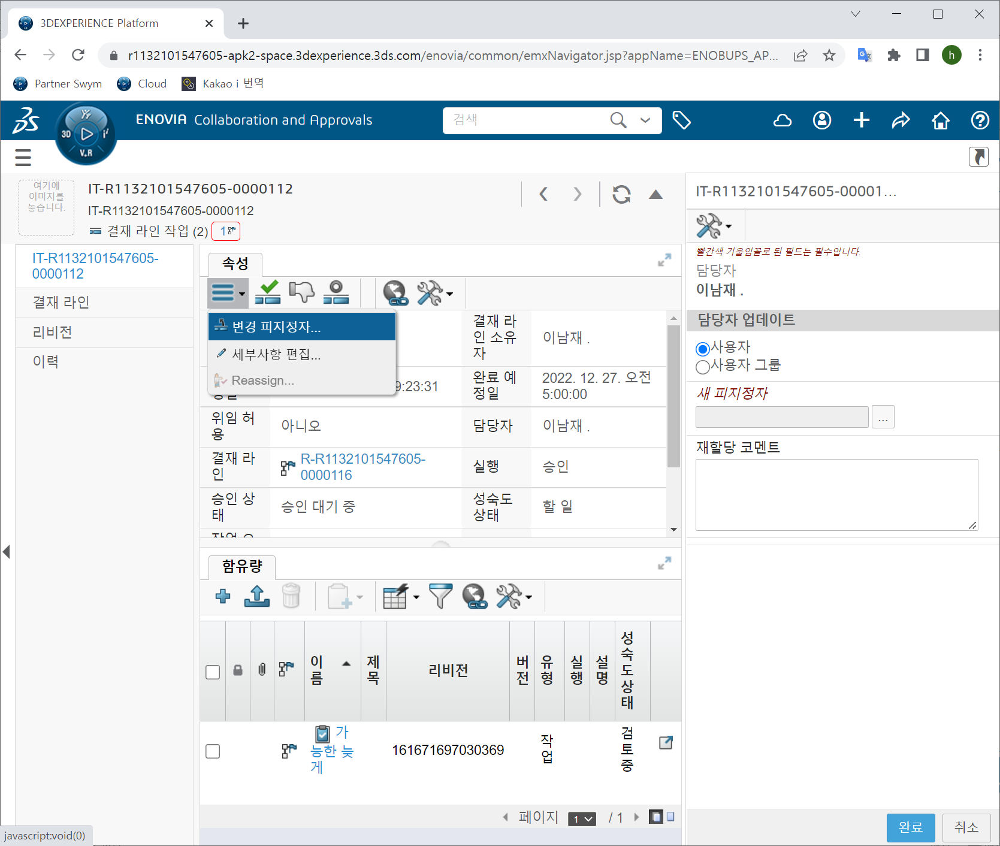 3DEXPERIENCE Platform
r1132101547605-apk2-space.3dexperience.3ds.com/enovia/common/emxNavigator.jsp?appName=ENOBUPS_AP...
h
Partner Swym
Cloud
Kakao i 번역
3D
V.R
ENOVIA Collaboration and Approvals
검색
여기에
이미지를
놓습니다.
IT-R1132101547605-0000112
IT-R1132101547605-0000112
결재 라인 작업 (2)
1
IT-R1132101547605-
0000112
결재 라인
리비전
이력
속성
변경 피지정자...
세부사항 편집...
Reassign...
결재 라
인 소유
자
이남재 .
9:23:31
완료 예
정일
2022. 12. 27. 오전
5:00:00
위임 허
용
아니오
담당자
이남재 .
결재 라
인
R-R1132101547605-
0000116
실행
승인
승인 상
태
승인 대기 중
성숙도
상태
할 일
함유량
이
름
제
목
리비전
버
전
유
형
실
행
설
명
성
숙
도
상
태
가
능한 늦
게
161671697030369
작
업
검
토
중
페이지
1
/ 1
IT-R1132101547605-00001...
빨간색 기울임꼴로 된 필드는 필수입니다.
담당자
이남재 .
담당자 업데이트
사용자
사용자 그룹
새 피지정자
...
재할당 코멘트
완료
취소
javascript:void(0)